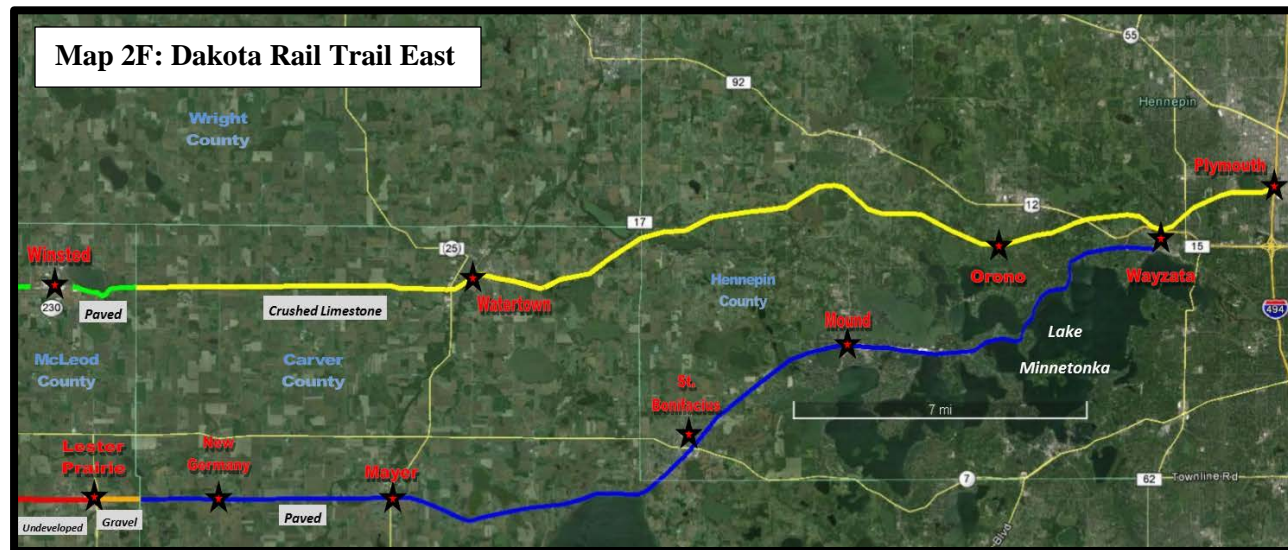 Map 2F: Dakota Rail Trail East
55
92
Hennepin
Wright
County
Plymouth
17
12
25
15
Winsted
Orono
Wayzata
230
Paved
Crushed Limestone
Watertown
Hennepin
County
494
Mound
Lake
Minnetonka
McLeod
County
Carver
County
St.
Bonifacius
7 mi
Lester
Prairie
New
Germany
Mayer
7
62
Townline Rd
Undeveloped
Gravel
Paved
Blvd